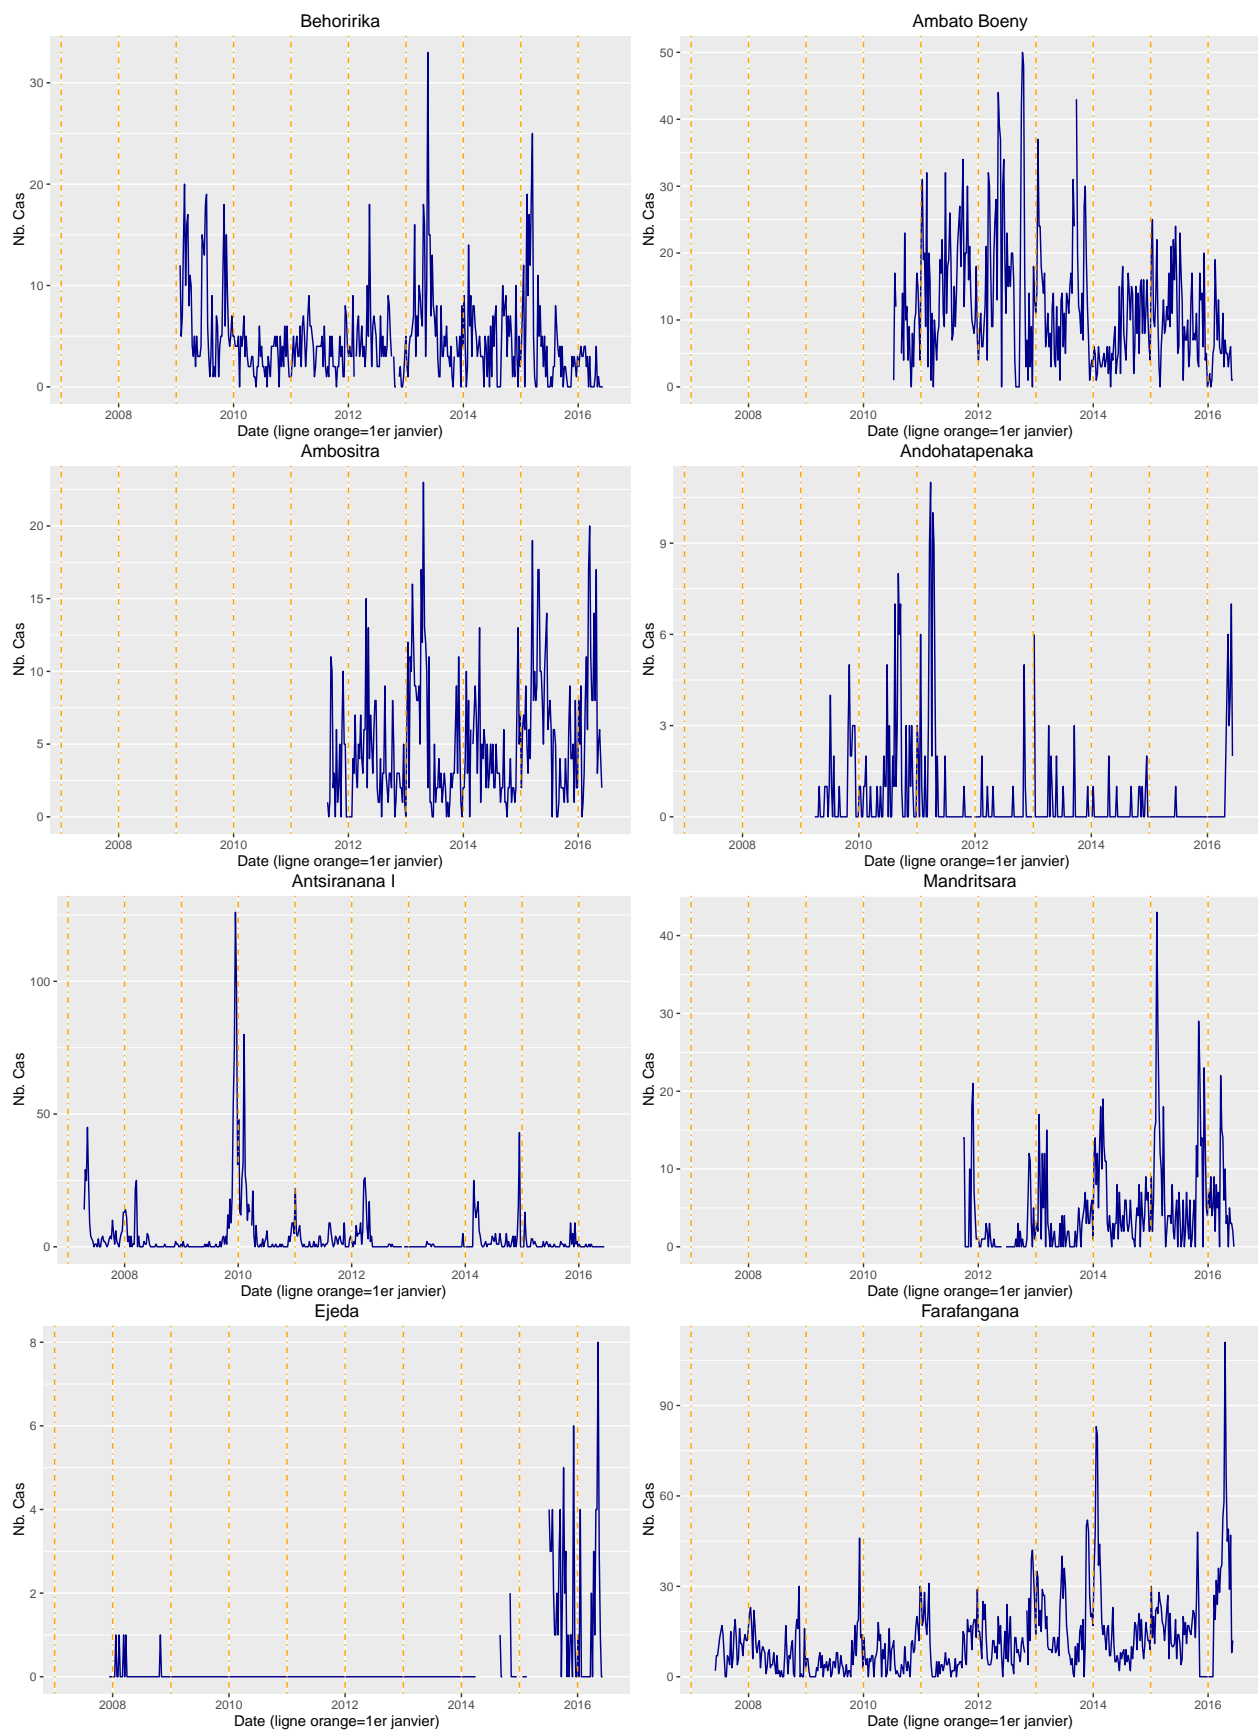 Behoririka
Nb. Cas
30
20
10
0
2008 2010 2012 2014 2016
Date (ligne orange=1er janvier)
Ambato Boeny
Nb. Cas
50
40
30
20
10
0
2008 2010 2012 2014 2016
Date (ligne orange=1er janvier)
Ambositra
Nb. Cas
20
15
10
5
0
2008 2010 2012 2014 2016
Date (ligne orange=1er janvier)
Andohatapenaka
Nb. Cas
9
6
3
0
2008 2010 2012 2014 2016
Date (ligne orange=1er janvier)
Antsiranana I
Nb. Cas
100
50
0
2008 2010 2012 2014 2016
Date (ligne orange=1er janvier)
Mandritsara
Nb. Cas
40
30
20
10
0
2008 2010 2012 2014 2016
Date (ligne orange=1er janvier)
Ejeda
Nb. Cas
8
6
4
2
0
2008 2010 2012 2014 2016
Date (ligne orange=1er janvier)
Farafangana
Nb. Cas
90
60
30
0
2008 2010 2012 2014 2016
Date (ligne orange=1er janvier)